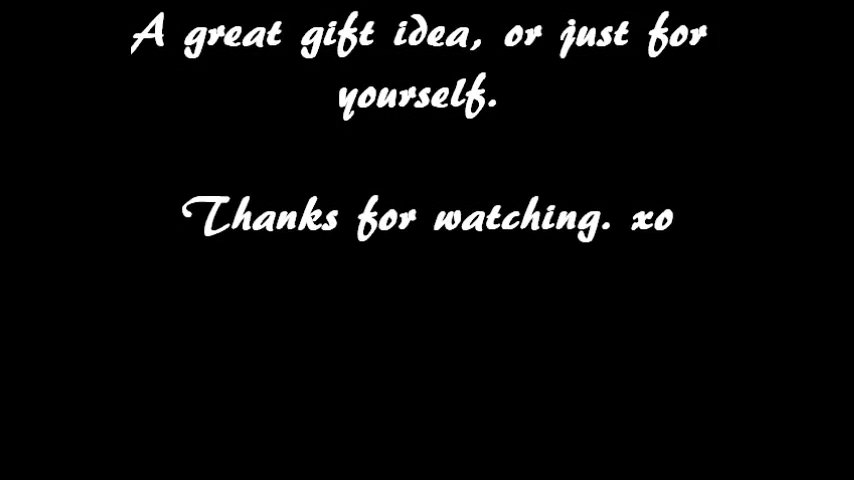 A great gift idea, or just for
yourself.
Thanks for watching. xo